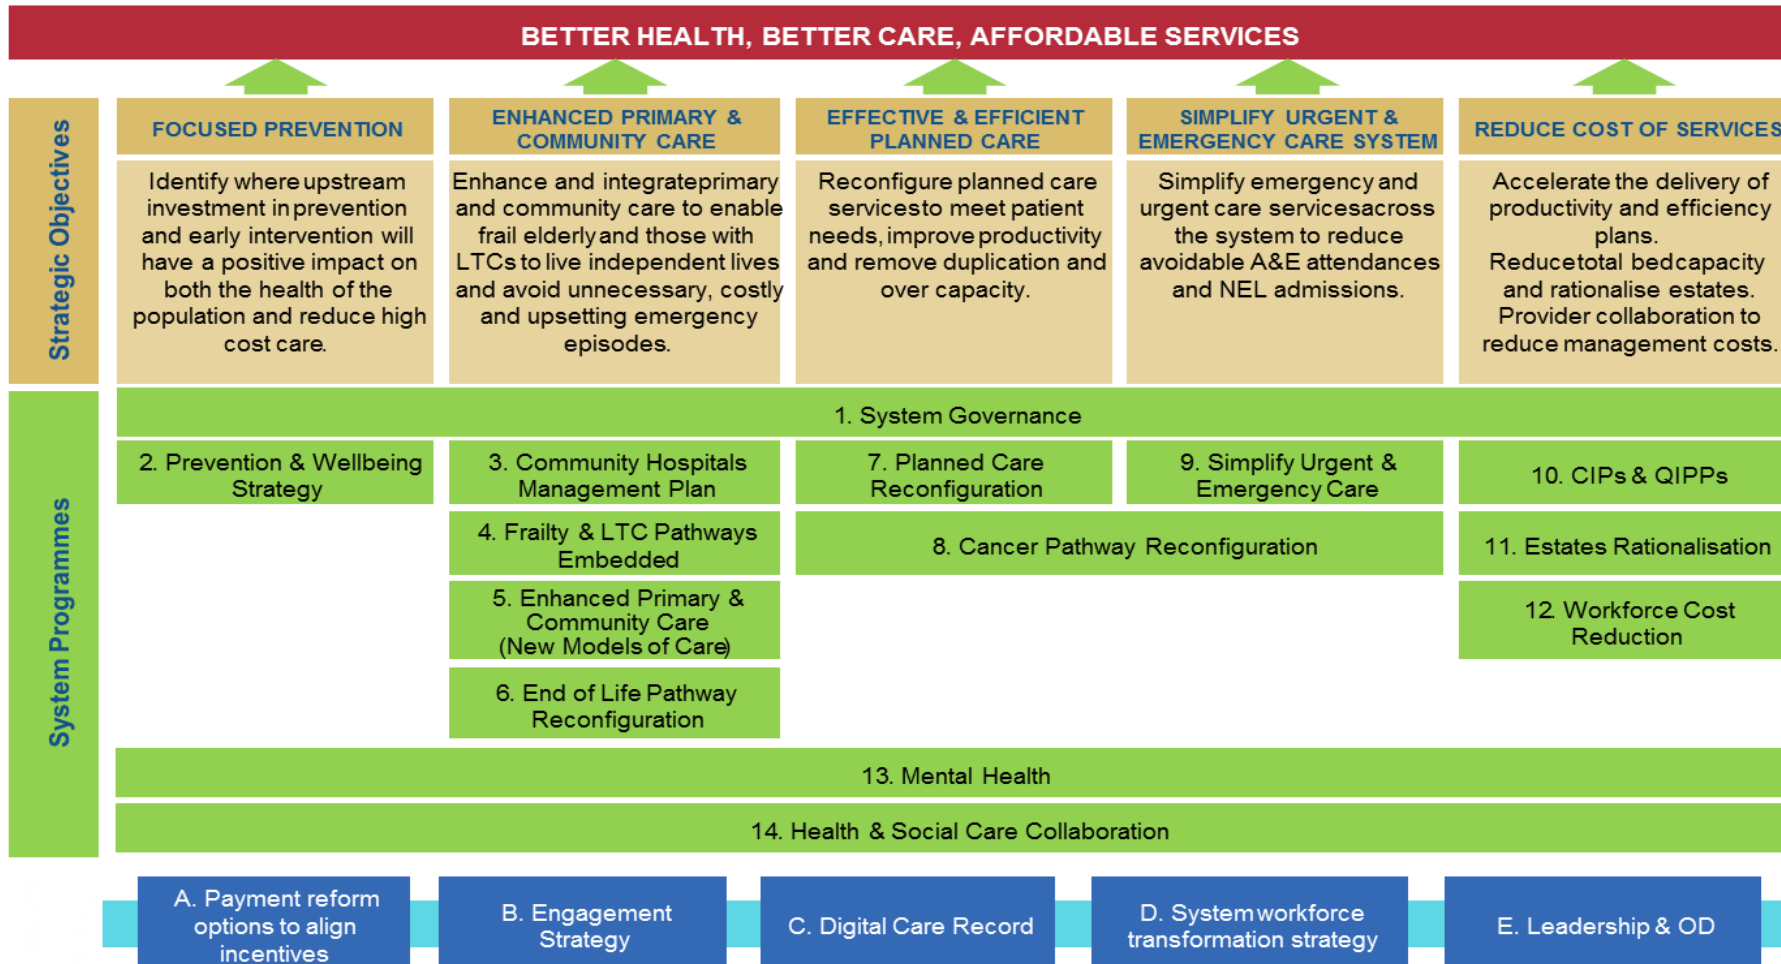 BETTER HEALTH, BETTER CARE, AFFORDABLE SERVICES
Strategic Objectives
FOCUSED PREVENTION
Identify where upstream
investment in prevention
and early intervention will
have a positive impact on
both the health of the
population and reduce high
cost care.
ENHANCED PRIMARY &
COMMUNITY CARE
Enhance and integrateprimary
and community care to enable
frail elderly and those with
LTCs to live independent lives
and avoid unnecessary, costly
and upsetting emergency
episodes.
EFFECTIVE & EFFICIENT
PLANNED CARE
Reconfigure planned care
servicesto meet patient
needs, improve productivity
and remove duplication and
over capacity.
SIMPLIFY URGENT &
EMERGENCY CARE SYSTEM
Simplify emergency and
urgent care servicesacross
the system to reduce
avoidable A&E attendances
and NEL admissions.
REDUCE COST OF SERVICES
Accelerate the delivery of
productivity and efficiency
plans.
Reduce total bed capacity
and rationalise estates.
Provider collaboration to
reduce management costs.
System Programmes
1. System Governance
2. Prevention & Wellbeing
Strategy
3. Community Hospitals
Management Plan
4. Frailty & LTC Pathways
Embedded
5. Enhanced Primary &
Community Care
(New Models of Care)
6. End of Life Pathway
Reconfiguration
7. Planned Care
Reconfiguration
9. Simplify Urgent &
Emergency Care
8. Cancer Pathway Reconfiguration
10. CIPs & QIPPs
11. Estates Rationalisation
12. Workforce Cost
Reduction
13. Mental Health
14. Health & Social Care Collaboration
A. Payment reform
options to align
incentives
B. Engagement
Strategy
C. Digital Care Record
D. System workforce
transformation strategy
E. Leadership & OD